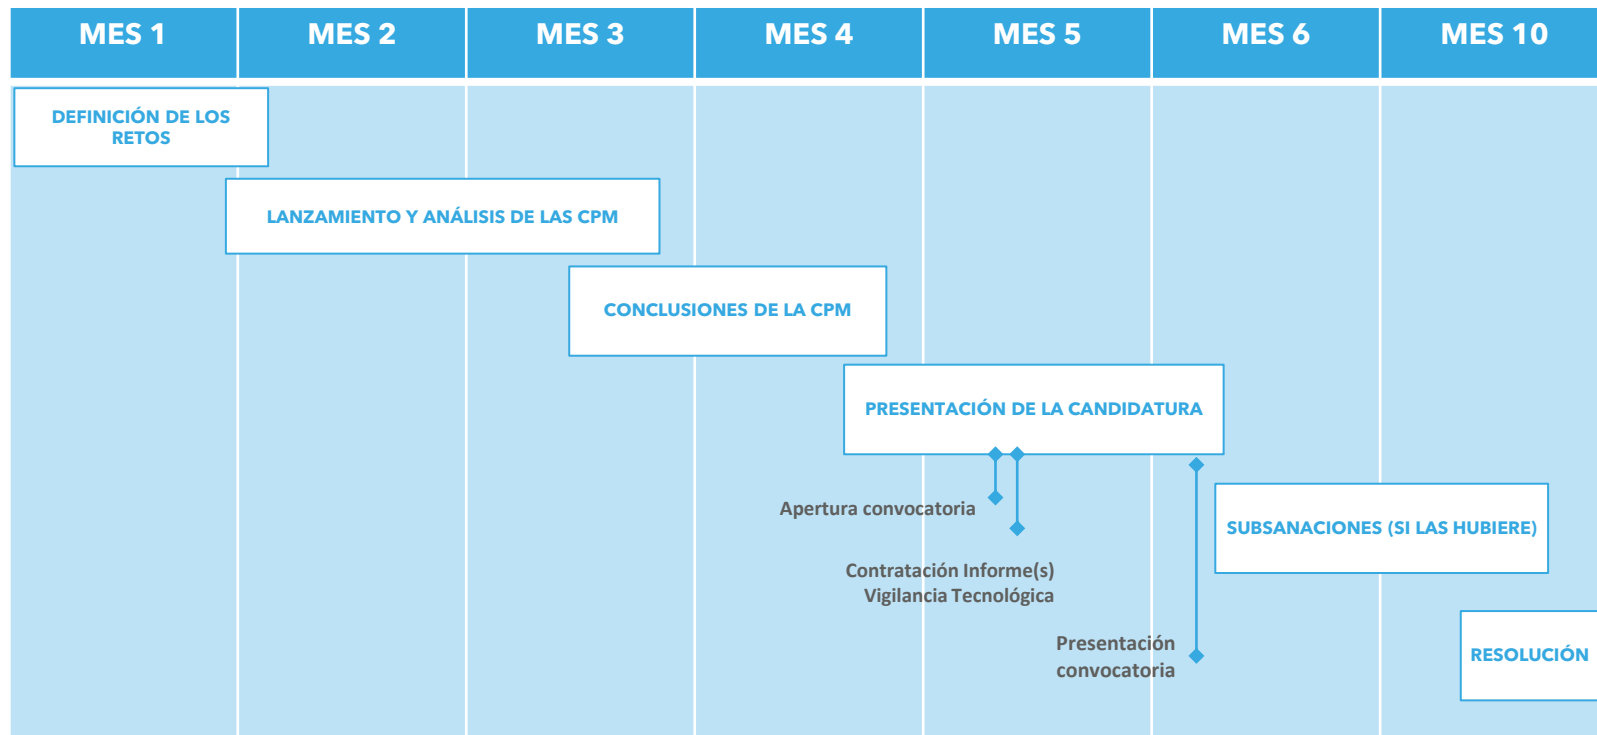 MES 1
MES 2
MES 3
MES 4
MES 5
MES 6
MES 10
DEFINICIÓN DE LOS
RETOS
LANZAMIENTO Y ANÁLISIS DE LAS CPM
CONCLUSIONES DE LA CPM
PRESENTACIÓN DE LA CANDIDATURA
Apertura convocatoria
Contratación Informe(s)
Vigilancia Tecnológica
SUBSANACIONES (SI LAS HUBIERE)
Presentación
convocatoria
RESOLUCIÓN